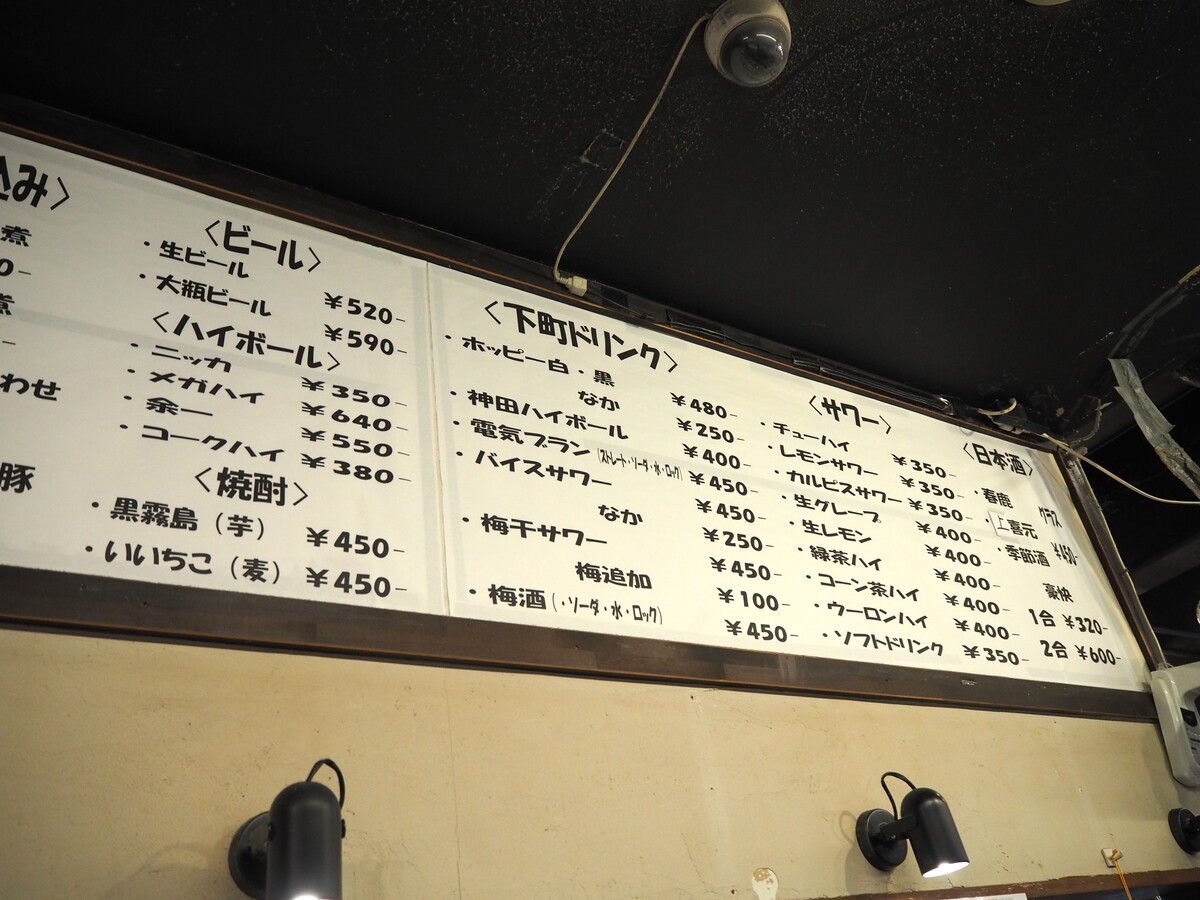 込み〉
煮
0-
煮
-
わせ
豚
〈ビール〉
・生ビール ¥520-
・大瓶ビール ¥590-
〈ハイボール〉
・ニッカ ¥350-
・メガハイ ¥640-
・余一 ¥550-
・コークハイ ¥380-
〈焼酎〉
・黒霧島（芋） ¥450-
・いいちこ（麦） ¥450-
〈下町ドリンク〉
・ホッピー白・黒 ¥480-
なか ¥250-
・神田ハイボール ¥400-
・電気ブラン（ストレート・ソーダ・水・ロック） ¥450-
・バイスサワー ¥450-
なか ¥250-
・梅干サワー ¥450-
梅追加 ¥100-
・梅酒（・ソーダ・水・ロック） ¥450-
〈サワー〉
・チューハイ ¥350-
・レモンサワー ¥350-
・カルピスサワー ¥350-
・生グレープ ¥400-
・生レモン ¥400-
・緑茶ハイ ¥400-
・コーン茶ハイ ¥400-
・ウーロンハイ ¥400-
・ソフトドリンク ¥350-
〈日本酒〉
・春鹿
・上喜元
・季節酒
グラス ¥450-
豪快
1合 ¥320-
2合 ¥600-